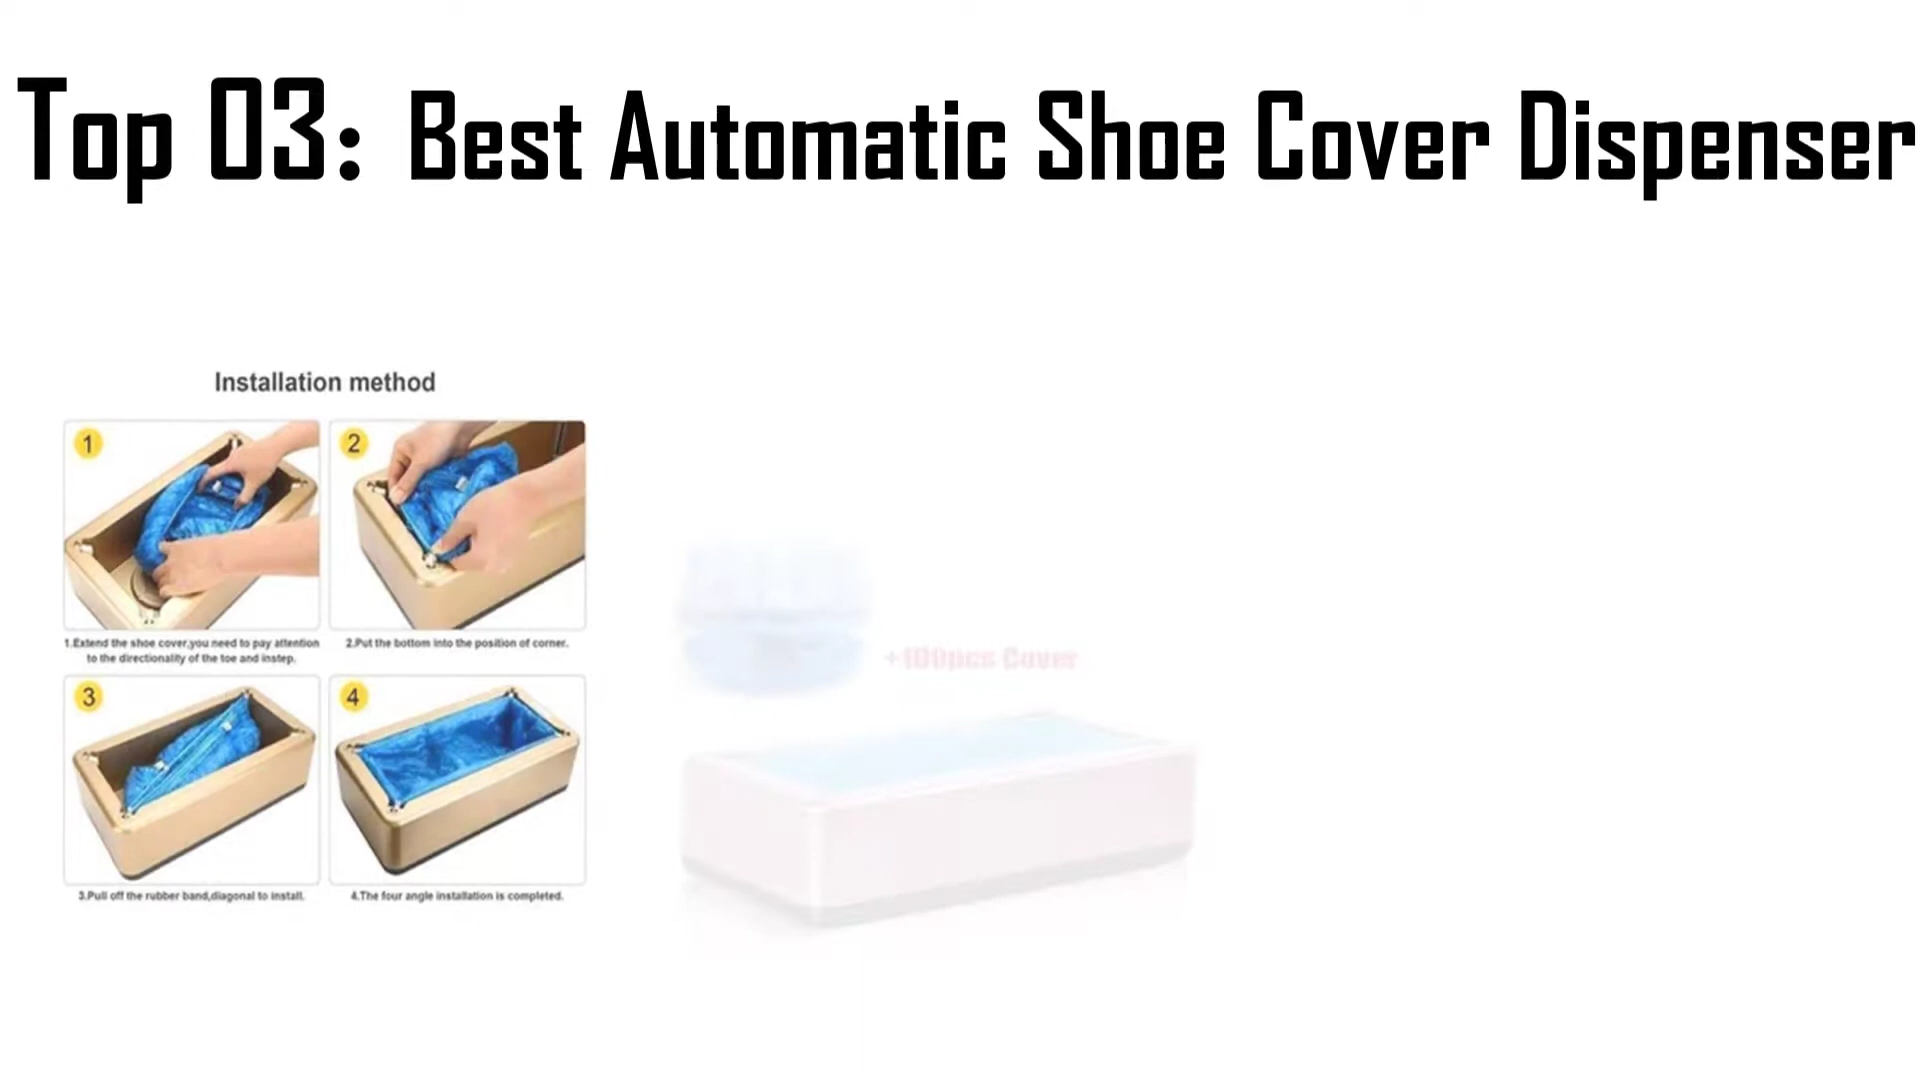 Top 03: Best Automatic Shoe Cover Dispenser
Installation method
1
2
1.Extend the shoe cover,you need to pay attention
to the directionality of the toe and instep.
2.Put the bottom into the position of corner.
3
4
3.Pull off the rubber band,diagonal to install.
4.The four angle installation is completed.
+100pcs Cover